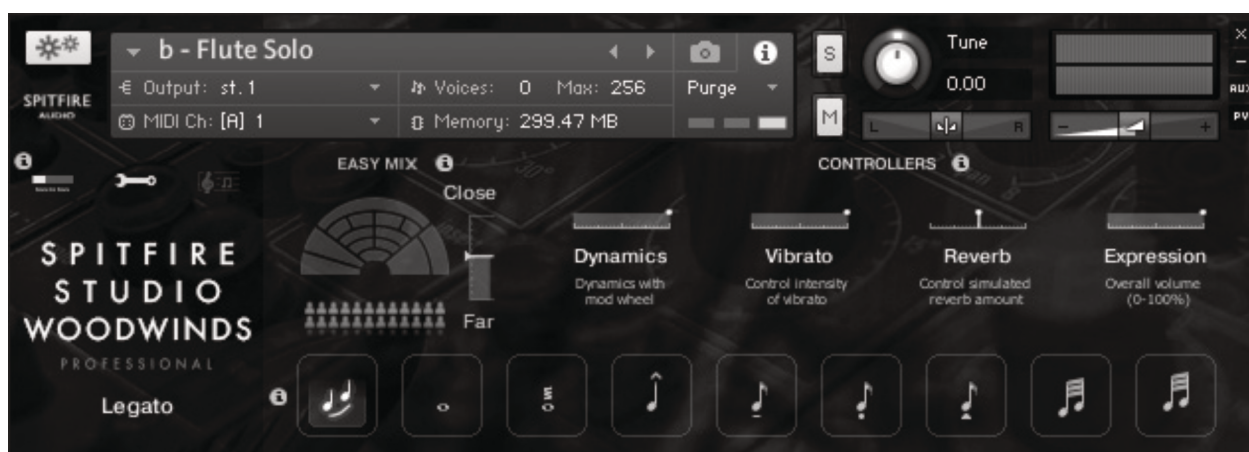 b - Flute Solo
SPITFIRE
AUDIO
Output: st.1
Voices: 0 Max: 256
Purge
MIDI Ch: [A] 1
Memory: 299.47 MB
S
M
Tune
0.00
L R
- +
×
-
AUX
PV
EASY MIX
Close
Far
CONTROLLERS
Dynamics
Dynamics with
mod wheel
Vibrato
Control intensity
of vibrato
Reverb
Control simulated
reverb amount
Expression
Overall volume
(0-100%)
SPITFIRE
STUDIO
WOODWINDS
PROFESSIONAL
Legato